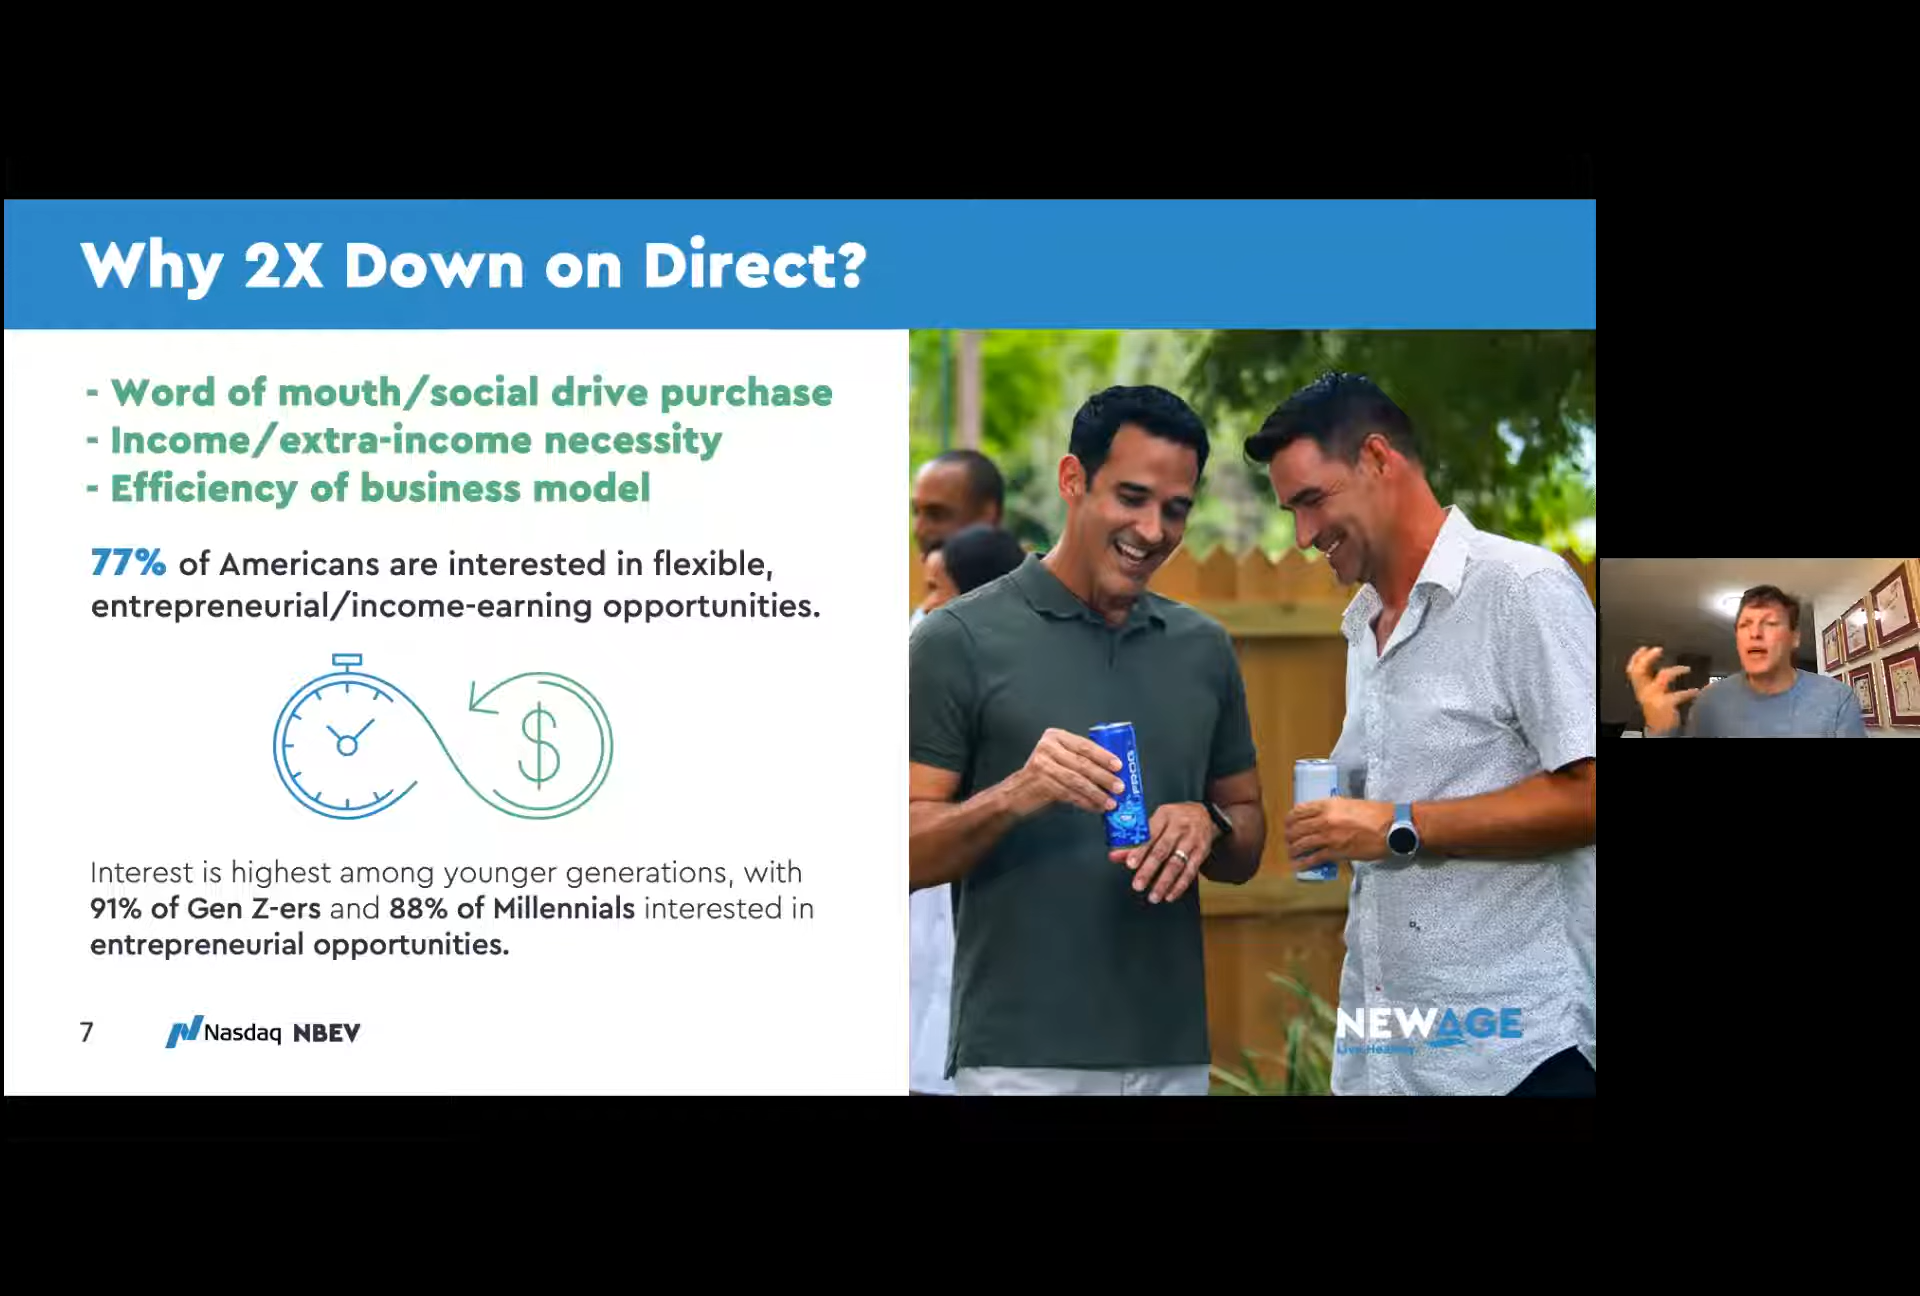 Why 2X Down on Direct?
- Word of mouth/social drive purchase
- Income/extra-income necessity
- Efficiency of business model
77% of Americans are interested in flexible,
entrepreneurial/income-earning opportunities.
$
Interest is highest among younger generations, with
91% of Gen Z-ers and 88% of Millennials interested in
entrepreneurial opportunities.
7
Nasdaq NBEV
FROG
NEWAGE
Live Healthy